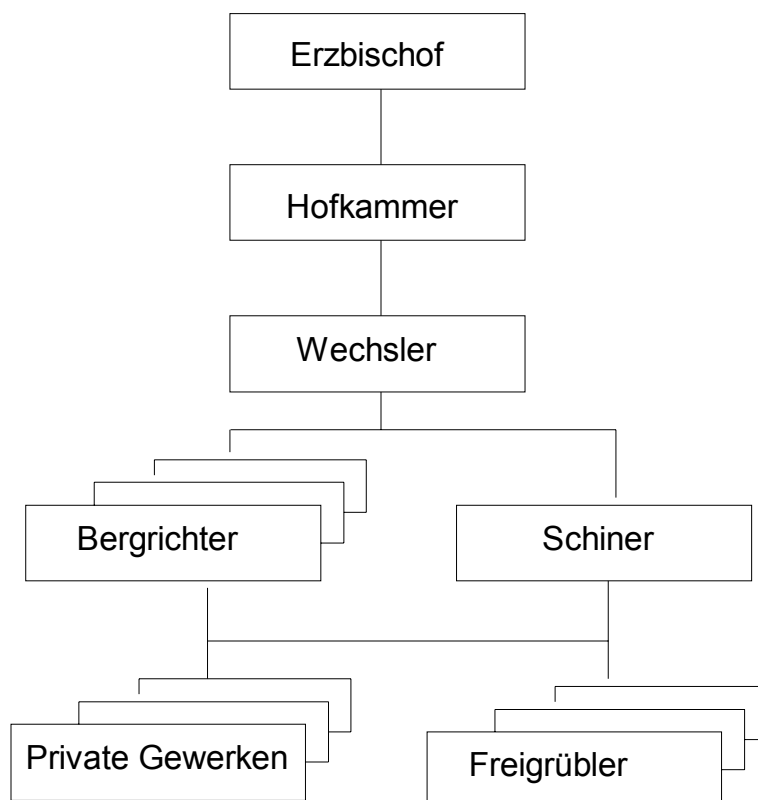 Erzbischof
Hofkammer
Wechsler
Bergrichter
Schiner
Private Gewerken
Freigrübler